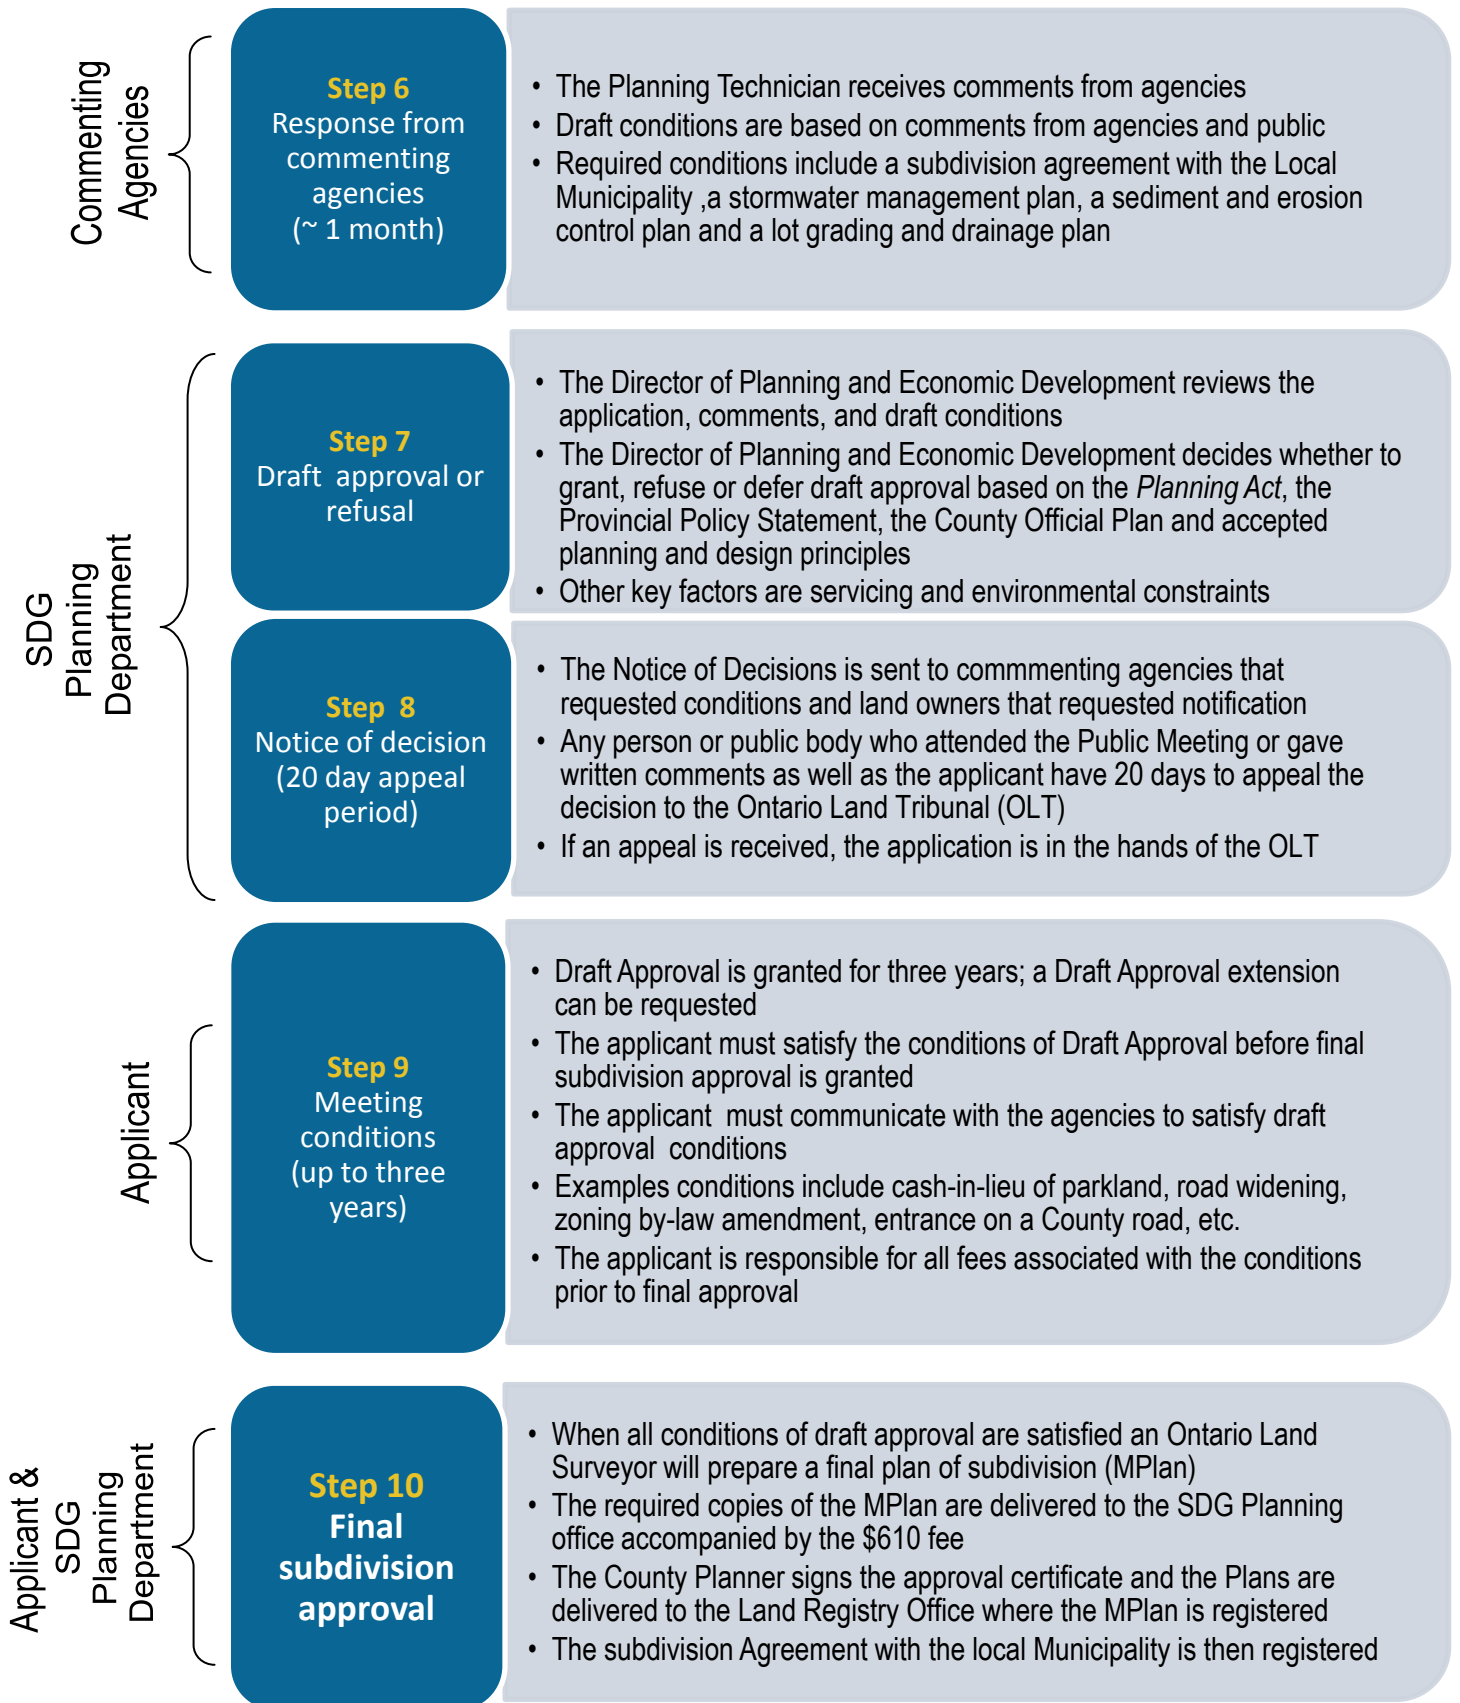 Commenting
Agencies
Step 6
Response from
commenting
agencies
(~ 1 month)
• The Planning Technician receives comments from agencies
• Draft conditions are based on comments from agencies and public
• Required conditions include a subdivision agreement with the Local
Municipality ,a stormwater management plan, a sediment and erosion
control plan and a lot grading and drainage plan
SDG
Planning
Department
Step 7
Draft approval or
refusal
• The Director of Planning and Economic Development reviews the
application, comments, and draft conditions
• The Director of Planning and Economic Development decides whether to
grant, refuse or defer draft approval based on the Planning Act, the
Provincial Policy Statement, the County Official Plan and accepted
planning and design principles
• Other key factors are servicing and environmental constraints
Step 8
Notice of decision
(20 day appeal
period)
• The Notice of Decisions is sent to commmenting agencies that
requested conditions and land owners that requested notification
• Any person or public body who attended the Public Meeting or gave
written comments as well as the applicant have 20 days to appeal the
decision to the Ontario Land Tribunal (OLT)
• If an appeal is received, the application is in the hands of the OLT
Applicant
Step 9
Meeting
conditions
(up to three
years)
• Draft Approval is granted for three years; a Draft Approval extension
can be requested
• The applicant must satisfy the conditions of Draft Approval before final
subdivision approval is granted
• The applicant must communicate with the agencies to satisfy draft
approval conditions
• Examples conditions include cash-in-lieu of parkland, road widening,
zoning by-law amendment, entrance on a County road, etc.
• The applicant is responsible for all fees associated with the conditions
prior to final approval
Applicant &
SDG
Planning
Department
Step 10
Final
subdivision
approval
• When all conditions of draft approval are satisfied an Ontario Land
Surveyor will prepare a final plan of subdivision (MPlan)
• The required copies of the MPlan are delivered to the SDG Planning
office accompanied by the $610 fee
• The County Planner signs the approval certificate and the Plans are
delivered to the Land Registry Office where the MPlan is registered
• The subdivision Agreement with the local Municipality is then registered